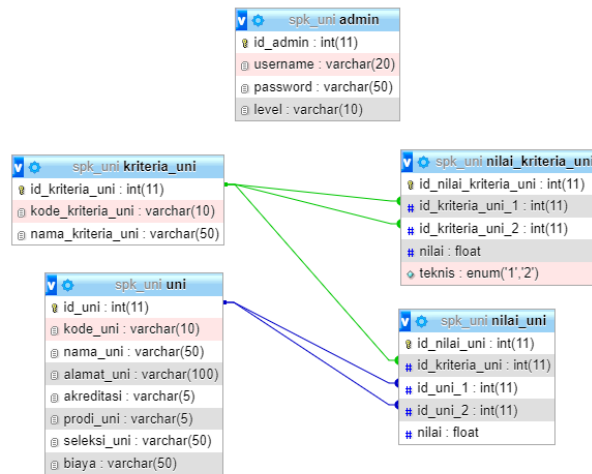 spk_uni admin
id_admin : int(11)
username : varchar(20)
password : varchar(50)
level : varchar(10)
spk_uni kriteria_uni
id_kriteria_uni : int(11)
kode_kriteria_uni : varchar(10)
nama_kriteria_uni : varchar(50)
spk_uni nilai_kriteria_uni
id_nilai_kriteria_uni : int(11)
id_kriteria_uni_1 : int(11)
id_kriteria_uni_2 : int(11)
nilai : float
teknis : enum('1','2')
spk_uni uni
id_uni : int(11)
kode_uni : varchar(10)
nama_uni : varchar(50)
alamat_uni : varchar(100)
akreditasi : varchar(5)
prodi_uni : varchar(5)
seleksi_uni : varchar(50)
biaya : varchar(50)
spk_uni nilai_uni
id_nilai_uni : int(11)
id_kriteria_uni : int(11)
id_uni_1 : int(11)
id_uni_2 : int(11)
nilai : float